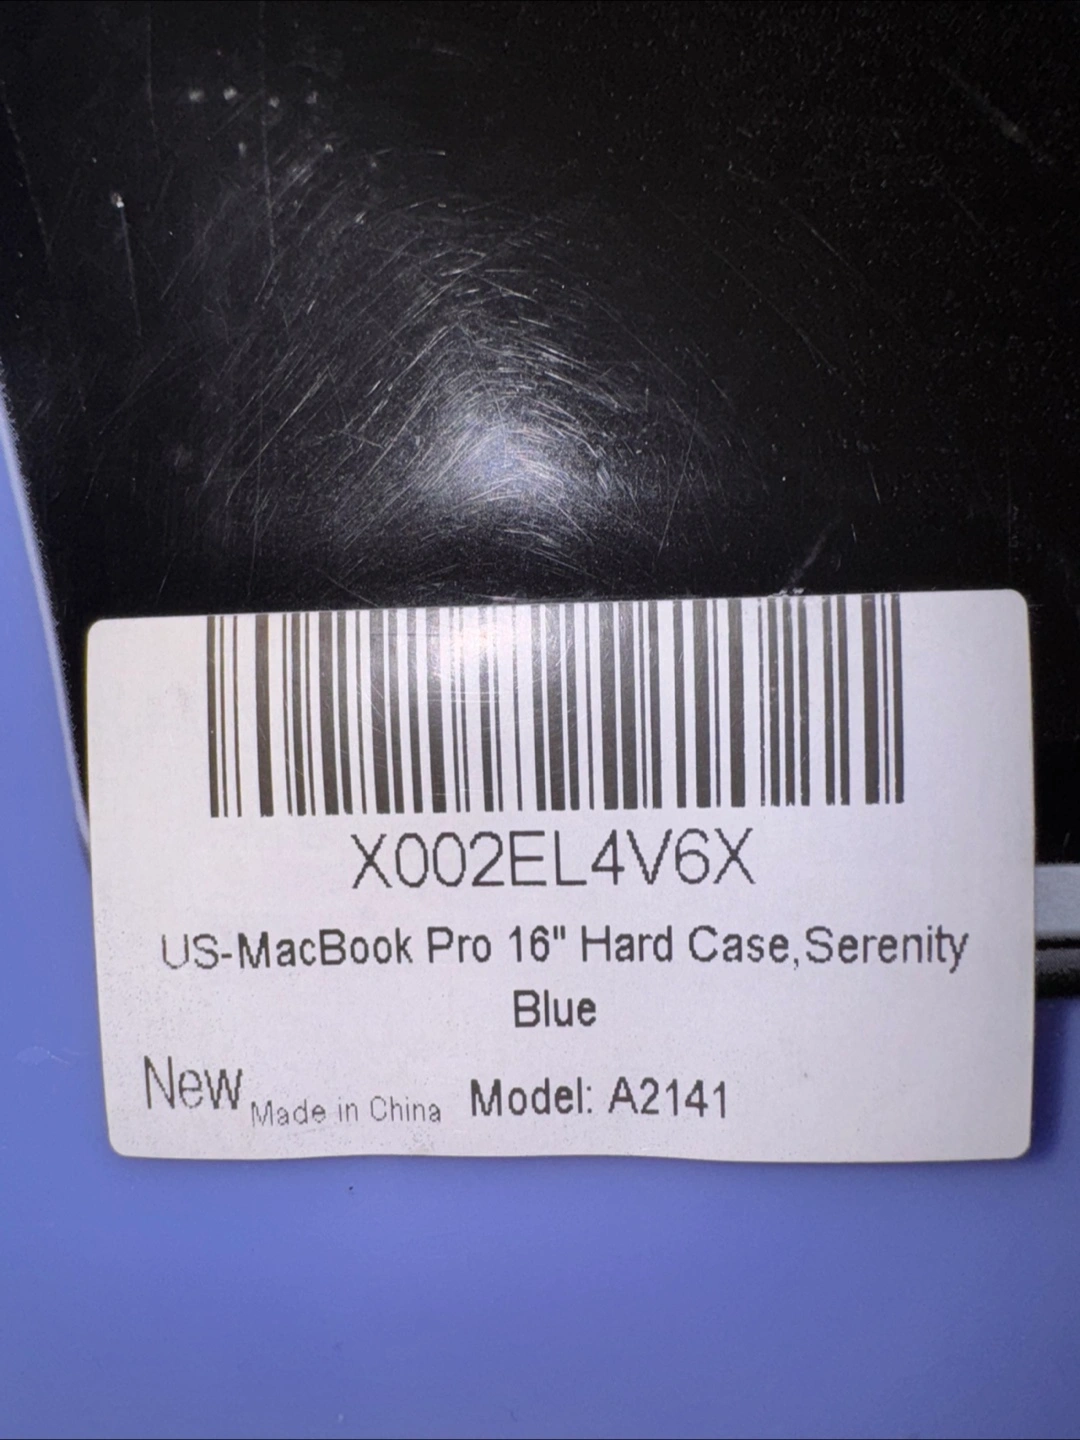 X002EL4V6X
US-MacBook Pro 16" Hard Case,Serenity
Blue
New Made in China Model: A2141